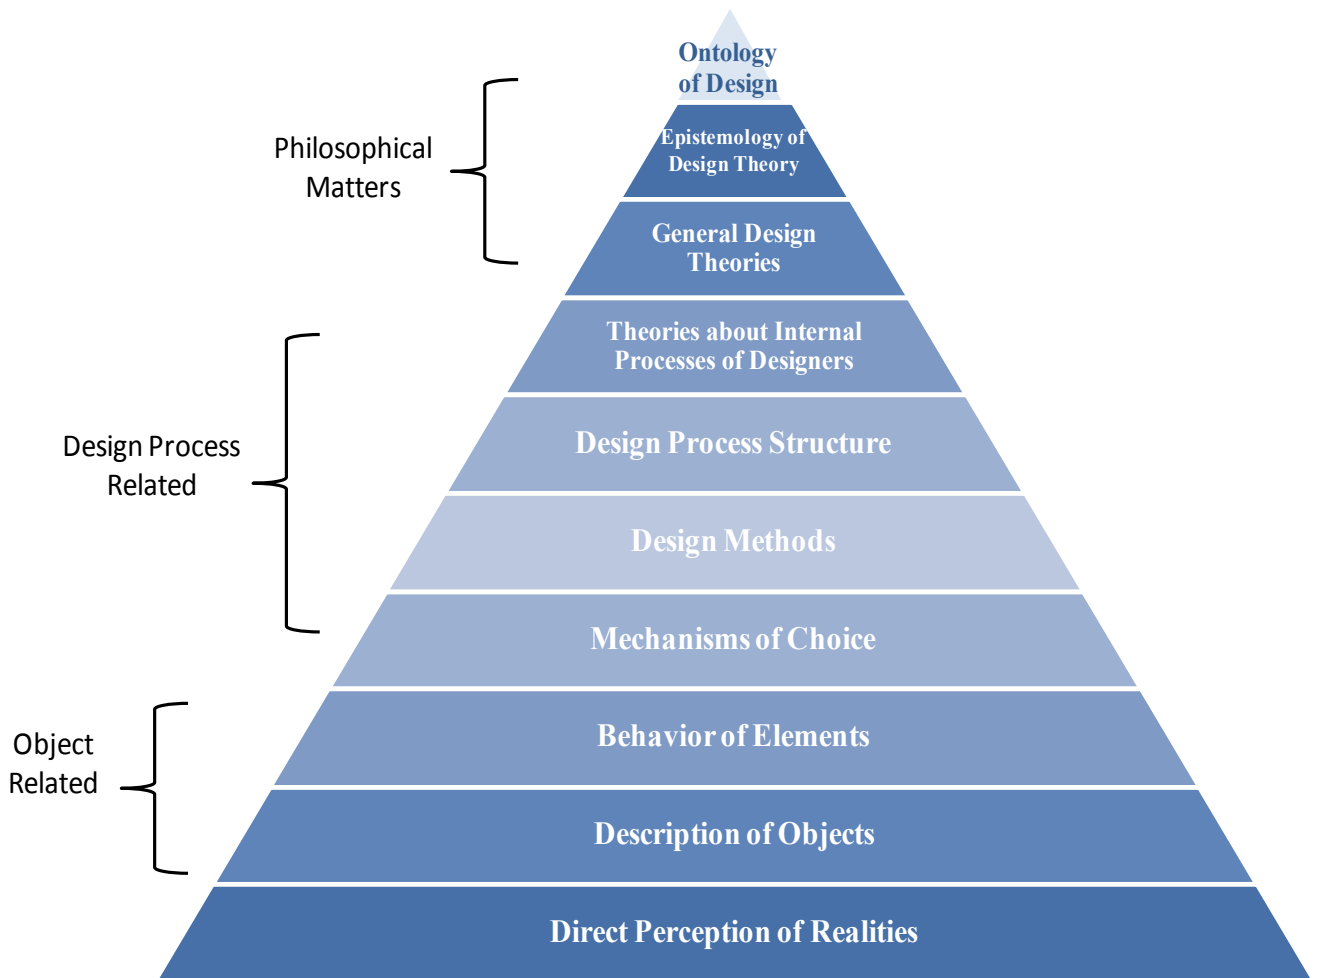 Ontology
of Design
Epistemology of
Design Theory
Philosophical
Matters
General Design
Theories
Theories about Internal
Processes of Designers
Design Process Structure
Design Process
Related
Design Methods
Mechanisms of Choice
Behavior of Elements
Object
Related
Description of Objects
Direct Perception of Realities